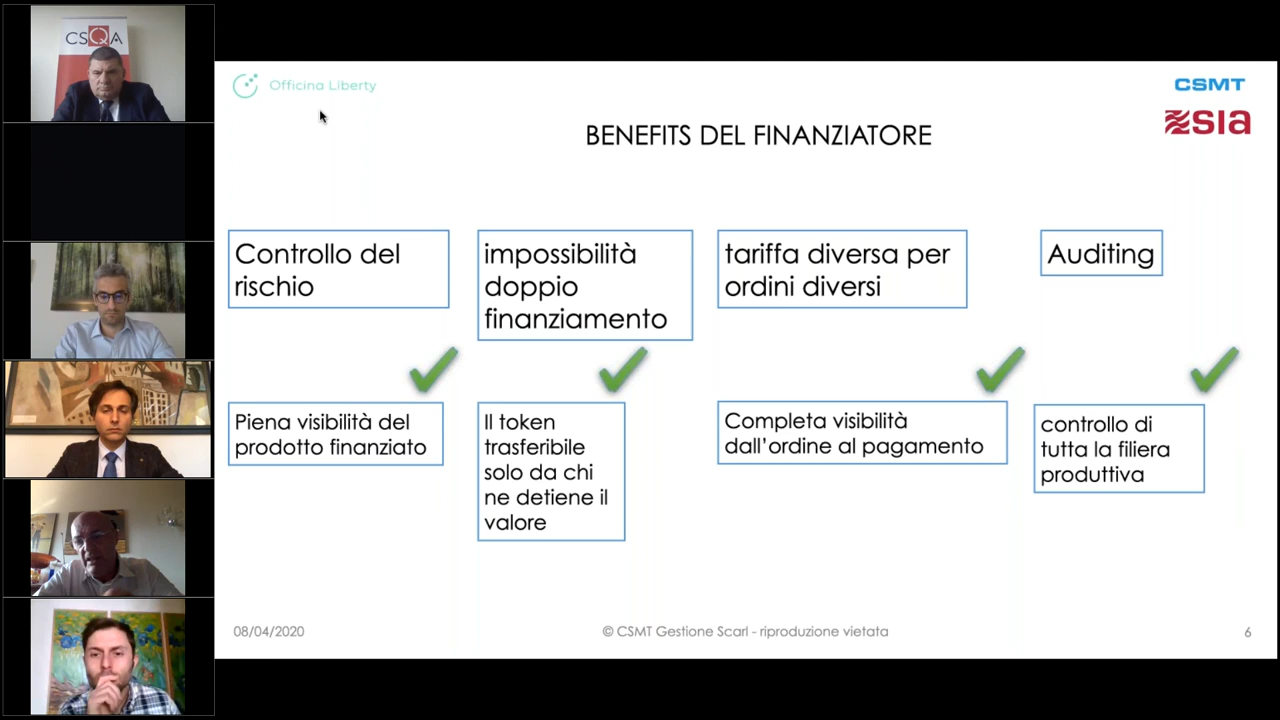 CSQA
Officina Liberty
CSMT
sia
BENEFITS DEL FINANZIATORE
Controllo del
rischio
impossibilità
doppio
finanziamento
tariffa diversa per
ordini diversi
Auditing
Piena visibilità del
prodotto finanziato
Il token
trasferibile
solo da chi
ne detiene il
valore
Completa visibilità
dall’ordine al pagamento
controllo di
tutta la filiera
produttiva
08/04/2020
© CSMT Gestione Scarl - riproduzione vietata
6